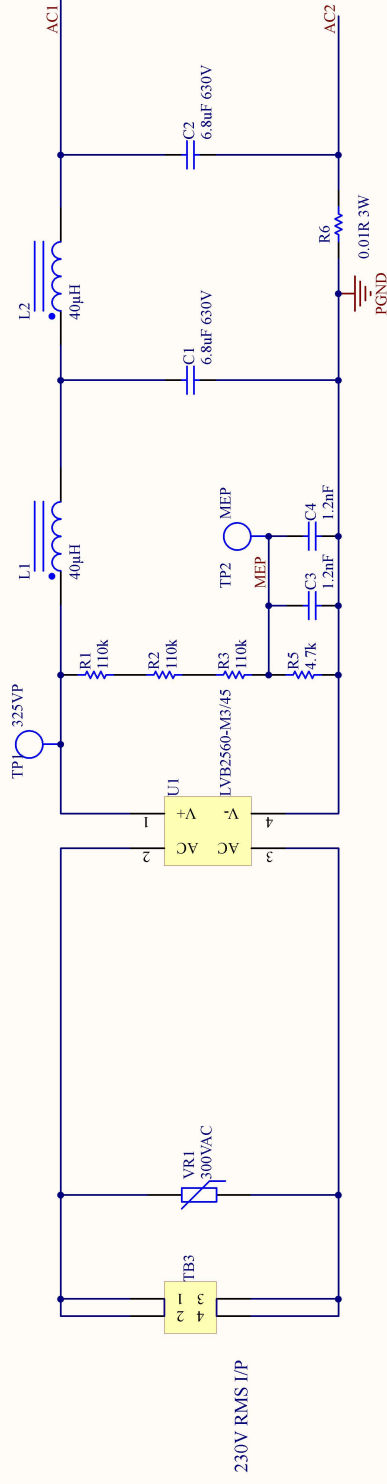 230V RMS I/P
TB3
2 1
4 3
VR1
300VAC
U1
LVB2560-M3/45
2
1
AC
V+
AC
V-
3
4
TP1
325VP
R1
110k
R2
110k
R3
110k
R5
4.7k
TP2
MEP
MEP
C3
1.2nF
C4
1.2nF
L1
40μH
C1
6.8uF 630V
L2
40μH
C2
6.8uF 630V
PGND
R6
0.01R 3W
AC1
AC2